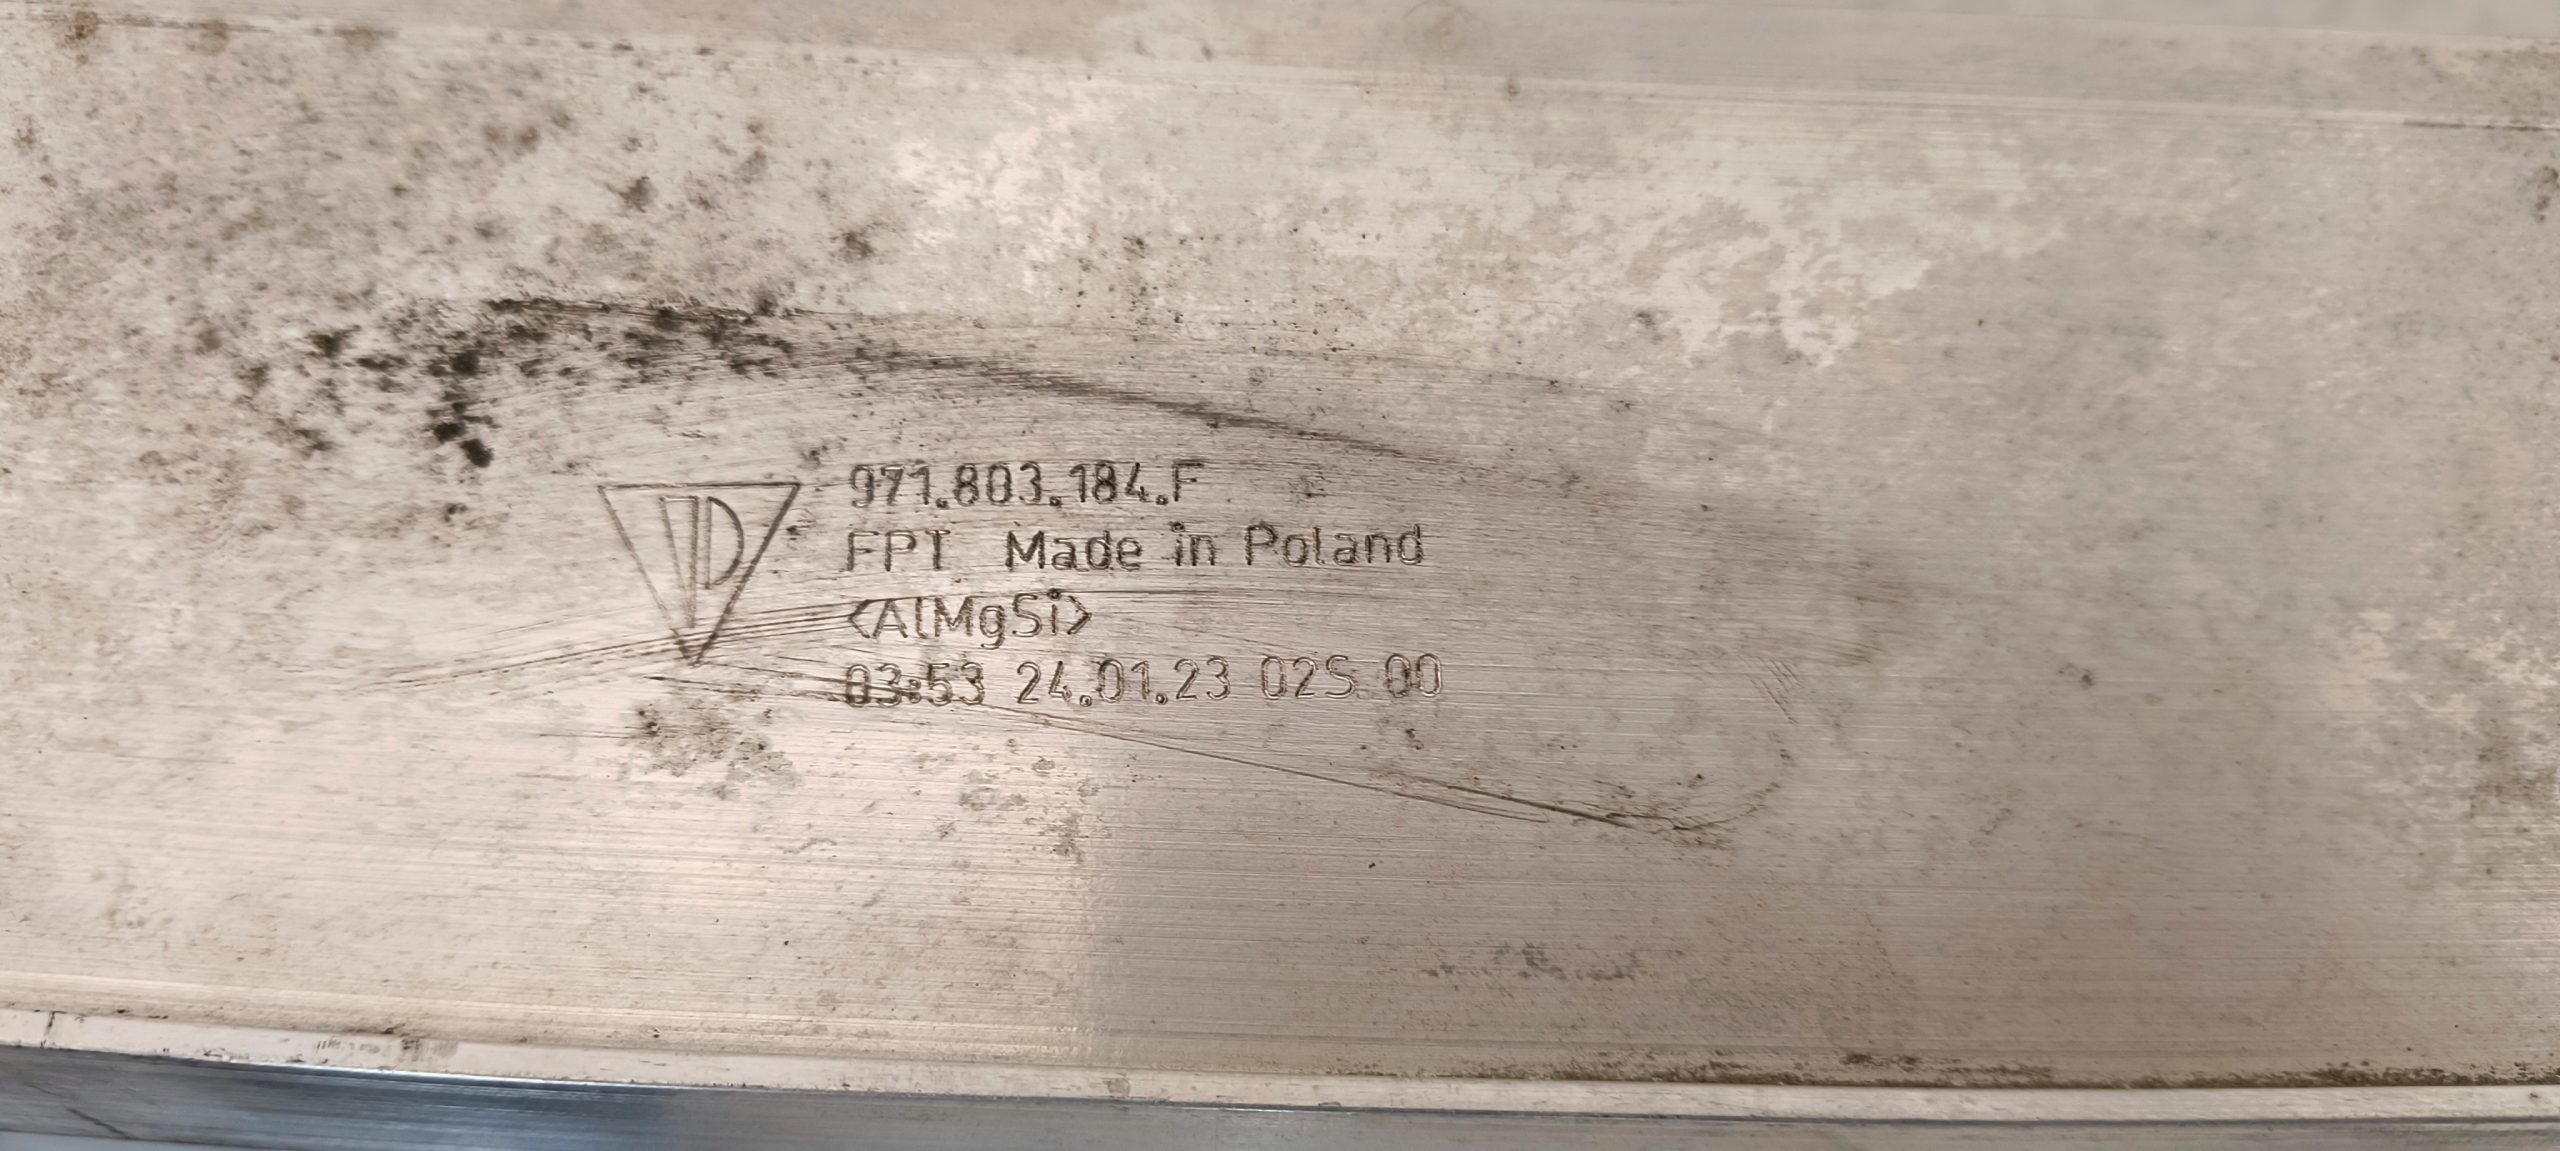 971.803.184.F
FPT Made in Poland
<AlMgSi>
03:53 24.01.23 02S 00